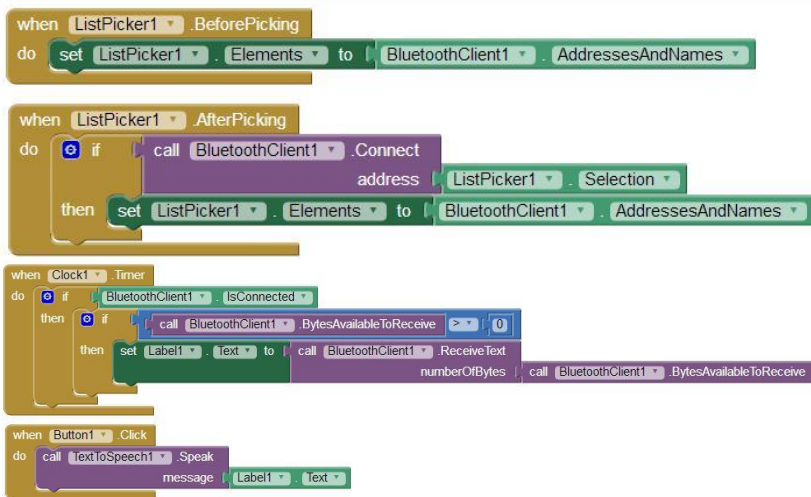 when ListPicker1 .BeforePicking
do set ListPicker1 . Elements to BluetoothClient1 . AddressesAndNames
when ListPicker1 .AfterPicking
do if call BluetoothClient1 .Connect
address ListPicker1 . Selection
then set ListPicker1 . Elements to BluetoothClient1 . AddressesAndNames
when Clock1 .Timer
do if BluetoothClient1 . IsConnected
then if call BluetoothClient1 .BytesAvailableToReceive > 0
then set Label1 . Text to call BluetoothClient1 .ReceiveText
numberOfBytes call BluetoothClient1 .BytesAvailableToReceive
when Button1 .Click
do call TextToSpeech1 .Speak
message Label1 . Text